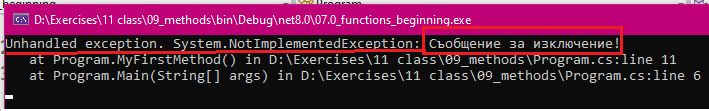 D:\Exercises\11 class\09_methods\bin\Debug\net8.0\07.0_functions_beginning.exe
Unhandled exception. System.NotImplementedException: Съобщение за изключение!
   at Program.MyFirstMethod() in D:\Exercises\11 class\09_methods\Program.cs:line 11
   at Program.Main(String[] args) in D:\Exercises\11 class\09_methods\Program.cs:line 6